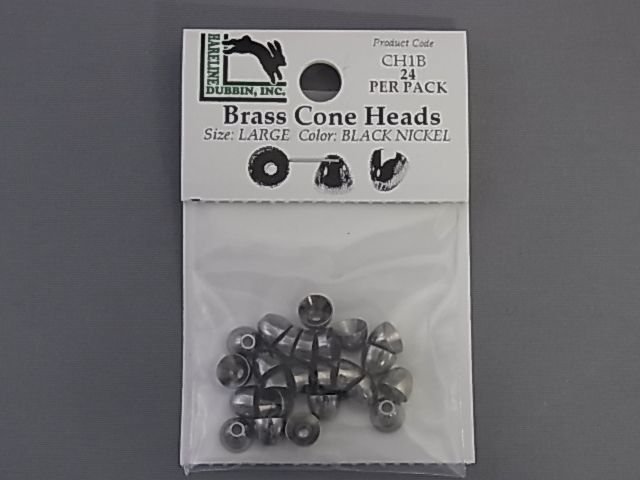 HARELINE
DUBBIN, INC.
Product Code
CH1B
24
PER PACK
Brass Cone Heads
Size: LARGE Color: BLACK NICKEL